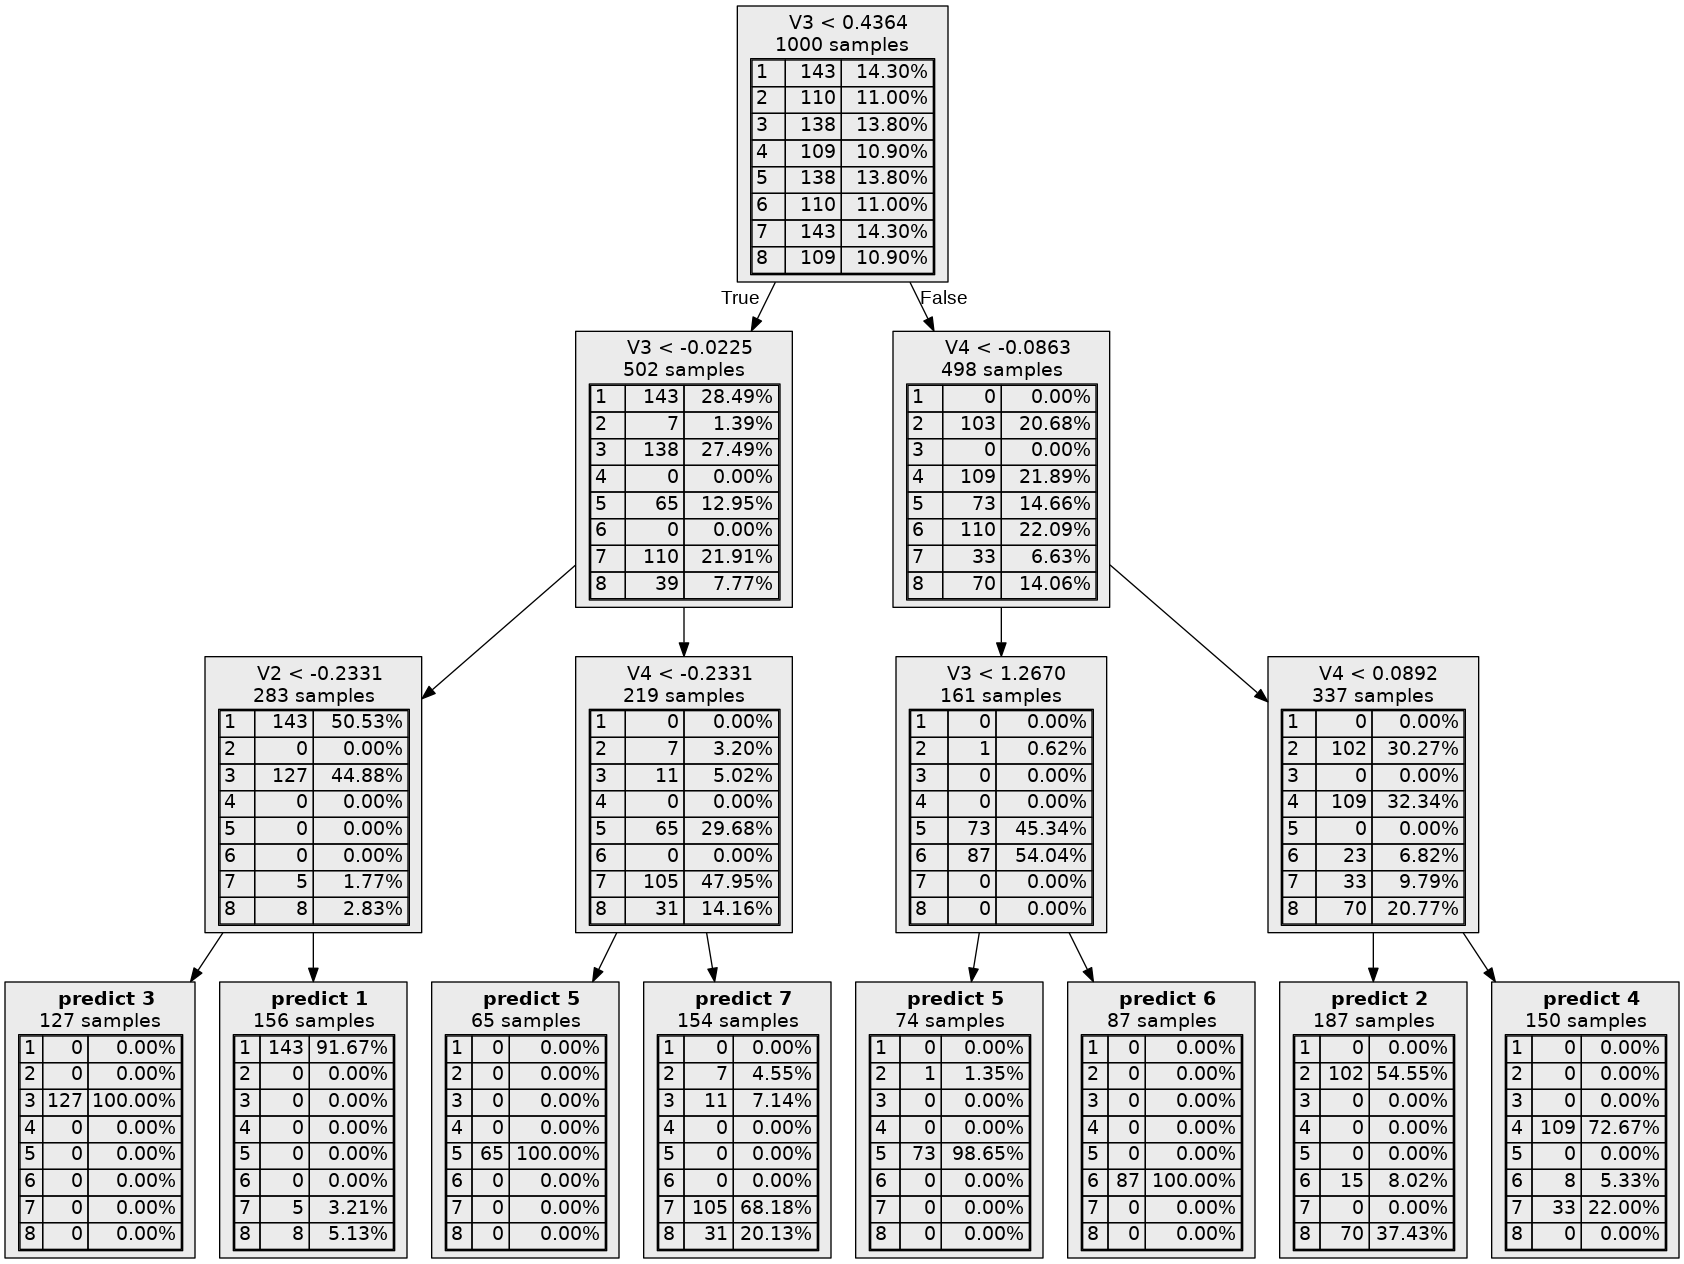 V3 < 0.4364
1000 samples
1 143 14.30%
2 110 11.00%
3 138 13.80%
4 109 10.90%
5 138 13.80%
6 110 11.00%
7 143 14.30%
8 109 10.90%
True
False
V3 < -0.0225
502 samples
1 143 28.49%
2 7 1.39%
3 138 27.49%
4 0 0.00%
5 65 12.95%
6 0 0.00%
7 110 21.91%
8 39 7.77%
V4 < -0.0863
498 samples
1 0 0.00%
2 103 20.68%
3 0 0.00%
4 109 21.89%
5 73 14.66%
6 110 22.09%
7 33 6.63%
8 70 14.06%
V2 < -0.2331
283 samples
1 143 50.53%
2 0 0.00%
3 127 44.88%
4 0 0.00%
5 0 0.00%
6 0 0.00%
7 5 1.77%
8 8 2.83%
V4 < -0.2331
219 samples
1 0 0.00%
2 7 3.20%
3 11 5.02%
4 0 0.00%
5 65 29.68%
6 0 0.00%
7 105 47.95%
8 31 14.16%
V3 < 1.2670
161 samples
1 0 0.00%
2 1 0.62%
3 0 0.00%
4 0 0.00%
5 73 45.34%
6 87 54.04%
7 0 0.00%
8 0 0.00%
V4 < 0.0892
337 samples
1 0 0.00%
2 102 30.27%
3 0 0.00%
4 109 32.34%
5 0 0.00%
6 23 6.82%
7 33 9.79%
8 70 20.77%
predict 3
127 samples
1 0 0.00%
2 0 0.00%
3 127 100.00%
4 0 0.00%
5 0 0.00%
6 0 0.00%
7 0 0.00%
8 0 0.00%
predict 1
156 samples
1 143 91.67%
2 0 0.00%
3 0 0.00%
4 0 0.00%
5 0 0.00%
6 0 0.00%
7 5 3.21%
8 8 5.13%
predict 5
65 samples
1 0 0.00%
2 0 0.00%
3 0 0.00%
4 0 0.00%
5 65 100.00%
6 0 0.00%
7 0 0.00%
8 0 0.00%
predict 7
154 samples
1 0 0.00%
2 7 4.55%
3 11 7.14%
4 0 0.00%
5 0 0.00%
6 0 0.00%
7 105 68.18%
8 31 20.13%
predict 5
74 samples
1 0 0.00%
2 1 1.35%
3 0 0.00%
4 0 0.00%
5 73 98.65%
6 0 0.00%
7 0 0.00%
8 0 0.00%
predict 6
87 samples
1 0 0.00%
2 0 0.00%
3 0 0.00%
4 0 0.00%
5 0 0.00%
6 87 100.00%
7 0 0.00%
8 0 0.00%
predict 2
187 samples
1 0 0.00%
2 102 54.55%
3 0 0.00%
4 0 0.00%
5 0 0.00%
6 15 8.02%
7 0 0.00%
8 70 37.43%
predict 4
150 samples
1 0 0.00%
2 0 0.00%
3 0 0.00%
4 109 72.67%
5 0 0.00%
6 8 5.33%
7 33 22.00%
8 0 0.00%